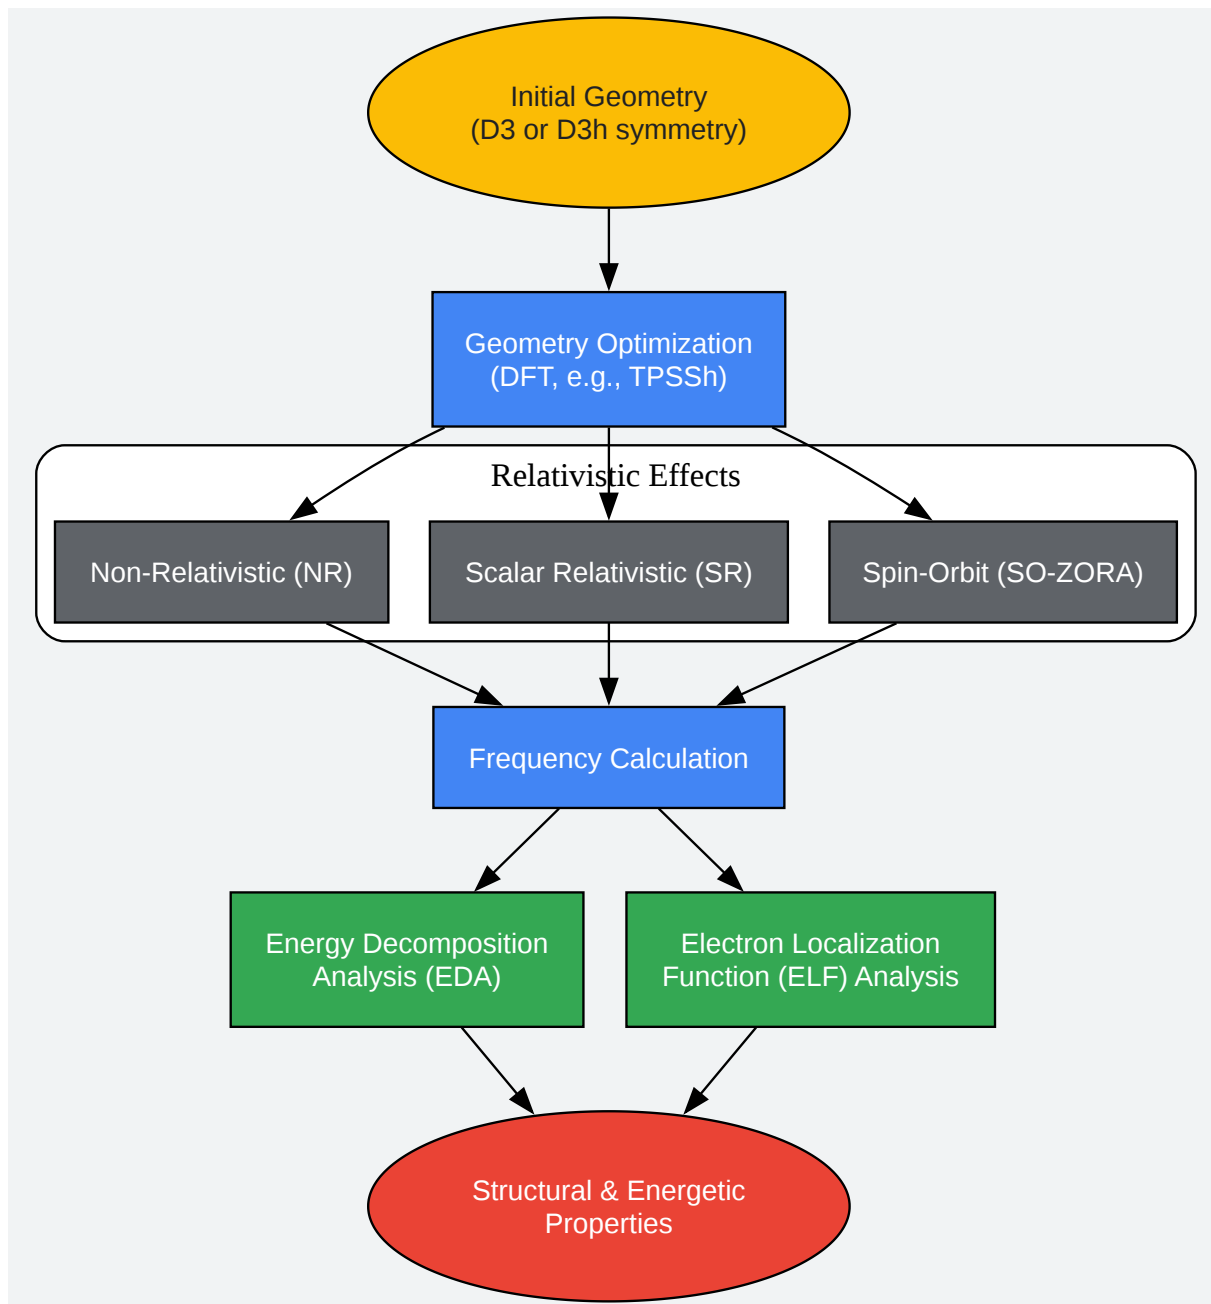 Initial Geometry
(D3 or D3h symmetry)
Geometry Optimization
(DFT, e.g., TPSSh)
Relativistic Effects
Non-Relativistic (NR)
Scalar Relativistic (SR)
Spin-Orbit (SO-ZORA)
Frequency Calculation
Energy Decomposition
Analysis (EDA)
Electron Localization
Function (ELF) Analysis
Structural & Energetic
Properties